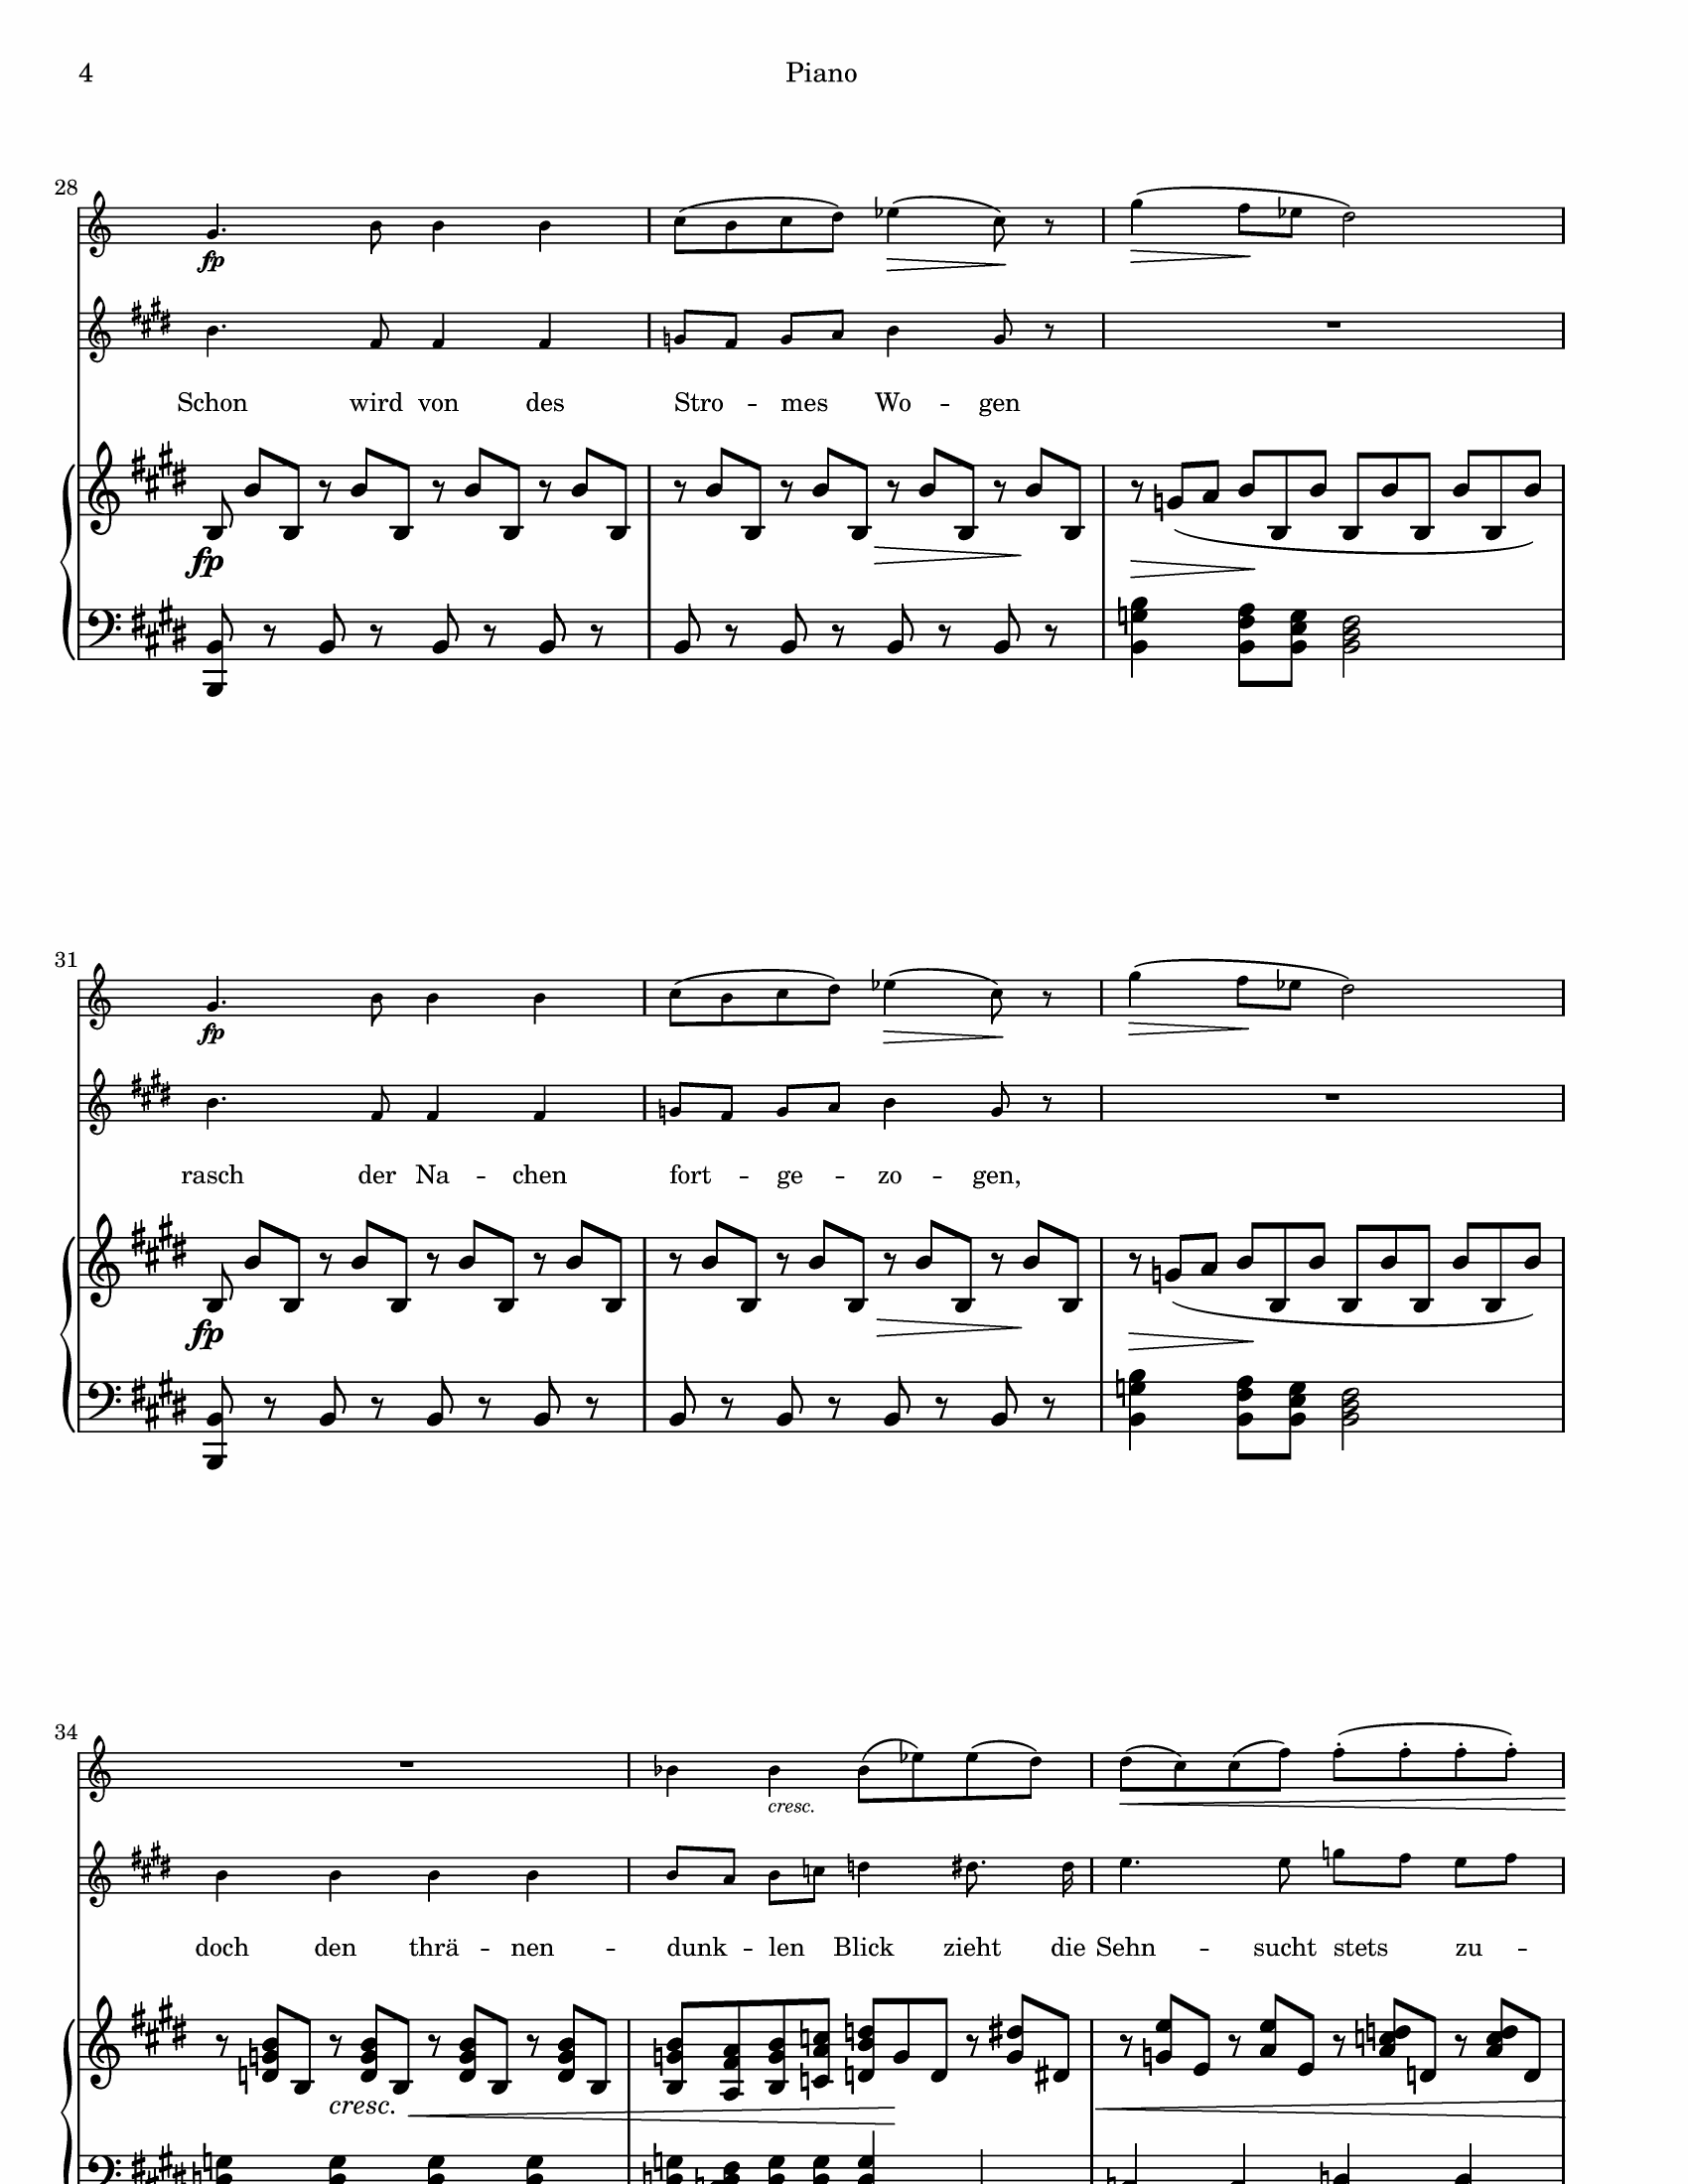 4 Piano
28
fp
Schon wird von des Stro -- mes Wo -- gen
fp
31
fp
rasch der Na -- chen fort -- ge -- zo -- gen,
fp
34
cresc.
doch den thrä -- nen -- dunk -- len Blick zieht die Sehn -- sucht stets zu --
cresc.